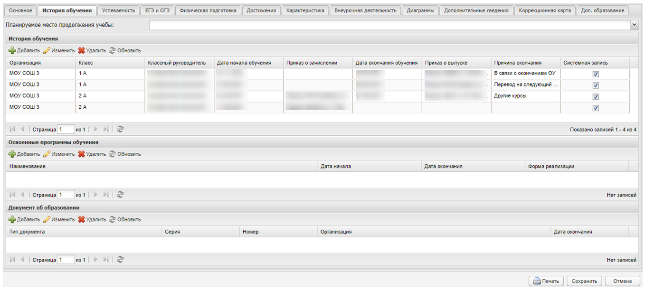 Основное История обучения Успеваемость ЕГЭ и ОГЭ Физическая подготовка Достижения Характеристика Внеурочная деятельность Диаграммы Дополнительные сведения Коррекционная карта Доп. образование
Планируемое место продолжения учебы:
История обучения
Добавить Изменить Удалить Обновить
Организация Класс Классный руководитель Дата начала обучения Приказ о зачислении Дата окончания обучения Приказ о выпуске Причина окончания Системная запись
МОУ СОШ 3 1 А В связи с окончанием ОУ
МОУ СОШ 3 1 А Перевод на следующий ...
МОУ СОШ 3 2 А Другие курсы
МОУ СОШ 3 2 А
Страница 1 из 1 Показано записей 1 - 4 из 4
Освоенные программы обучения
Добавить Изменить Удалить Обновить
Наименование Дата начала Дата окончания Форма реализации
Страница 1 из 1 Нет записей
Документ об образовании
Добавить Изменить Удалить Обновить
Тип документа Серия Номер Организация Дата окончания
Страница 1 из 1 Нет записей
Печать Сохранить Отмена